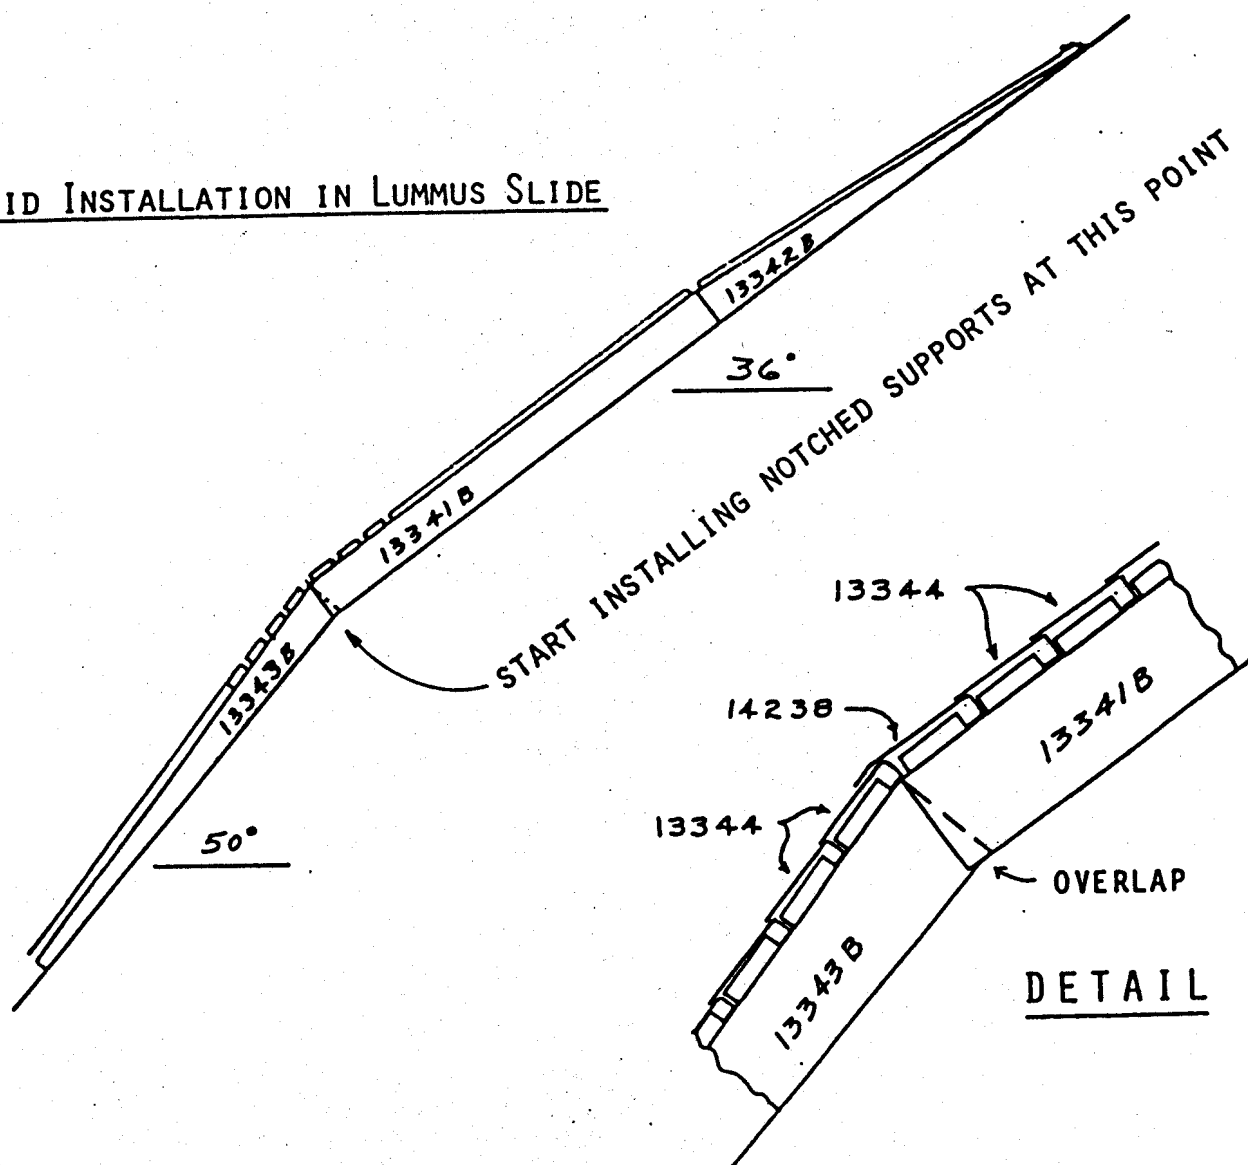 ID INSTALLATION IN LUMMUS SLIDE
13342B
START INSTALLING NOTCHED SUPPORTS AT THIS POINT
36°
13341B
13343B
50°
13344
14238
13341B
13344
OVERLAP
13343B
DETAIL